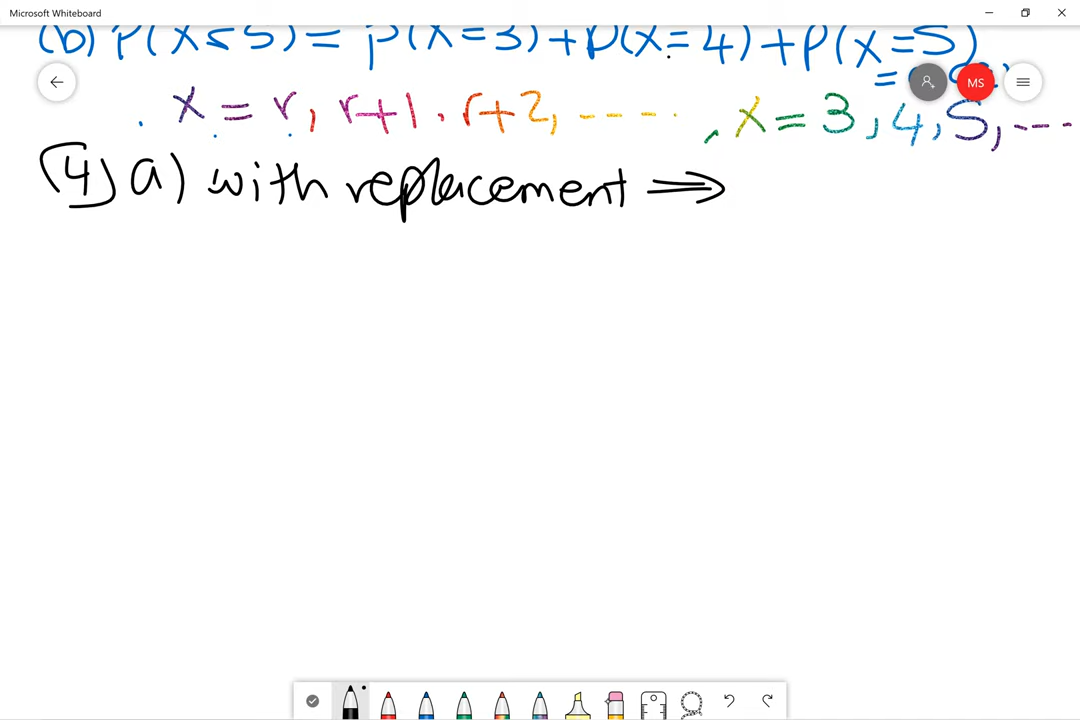 Microsoft Whiteboard
(b) P(X≤5) = P(X=3)+P(X=4)+P(X=5)
MS
x = r, r+1, r+2, ----- , x = 3, 4, 5, ---
(4) a) with replacement ⇒